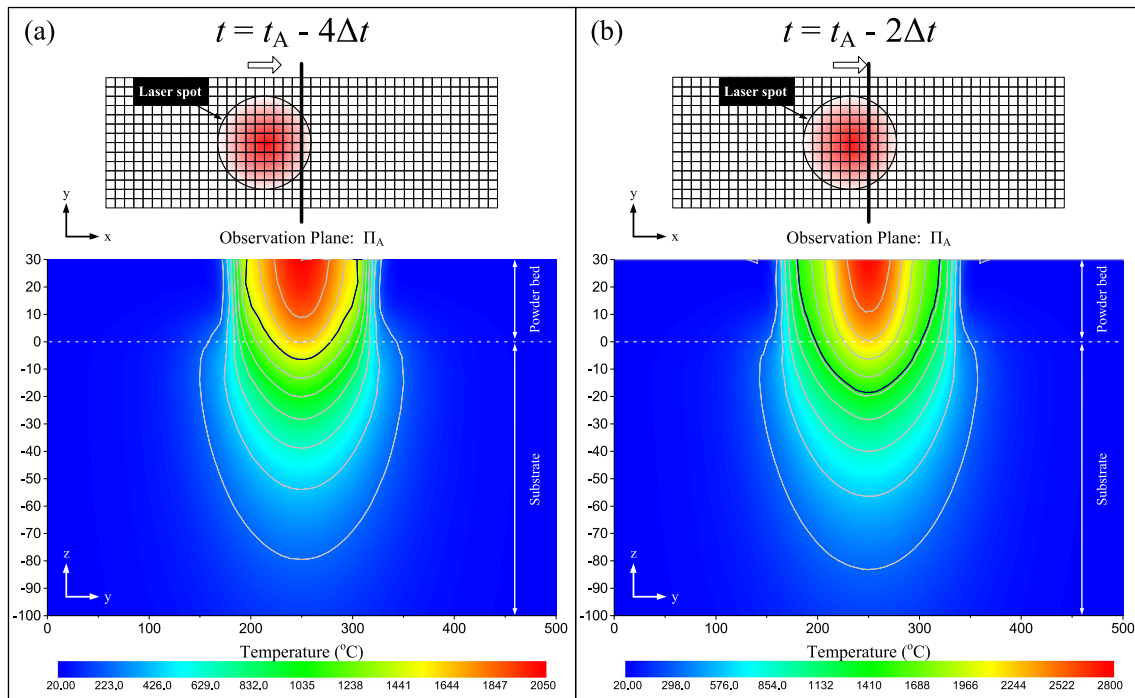 (a)
t = tA - 4Δt
Laser spot
y
x
Observation Plane: ΠA
30
20
10
0
-10
-20
-30
-40
-50
-60
-70
-80
-90
-100
Powder bed
Substrate
z
y
0 100 200 300 400 500
Temperature (oC)
20.00 223.0 426.0 629.0 832.0 1035 1238 1441 1644 1847 2050
(b)
t = tA - 2Δt
Laser spot
y
x
Observation Plane: ΠA
30
20
10
0
-10
-20
-30
-40
-50
-60
-70
-80
-90
-100
Powder bed
Substrate
z
y
0 100 200 300 400 500
Temperature (oC)
20.00 298.0 576.0 854.0 1132 1410 1688 1966 2244 2522 2800